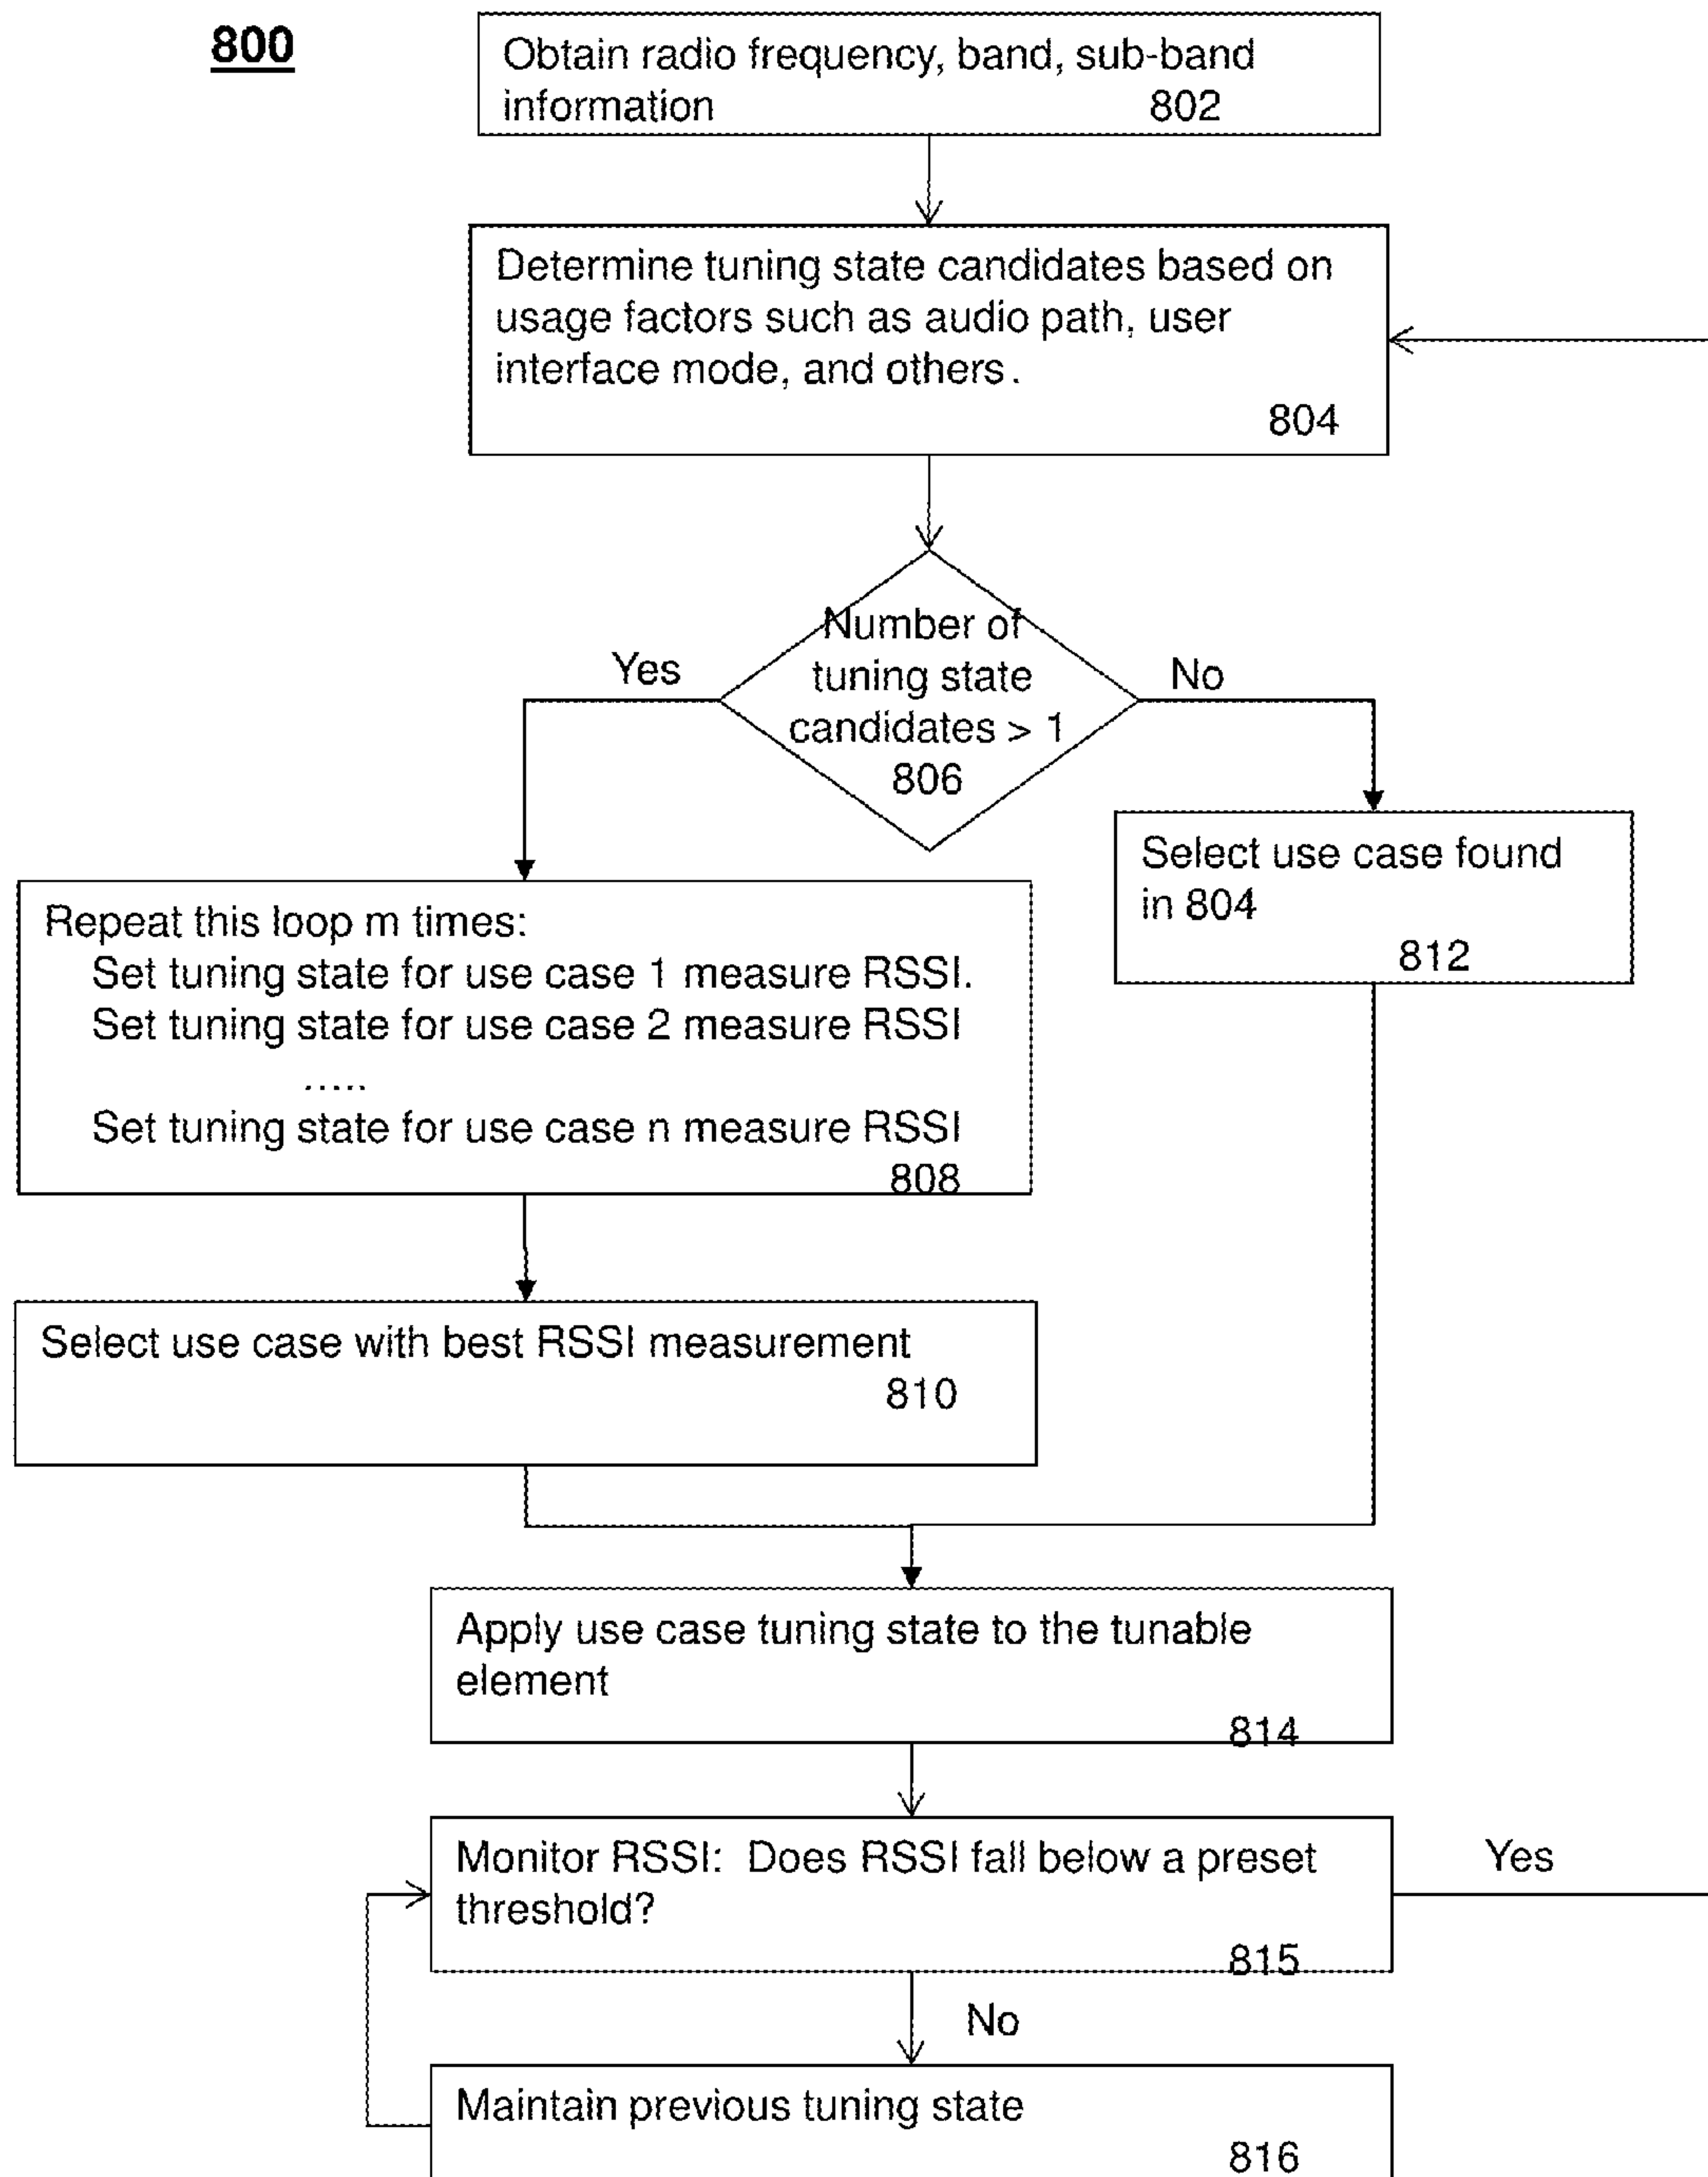 800
Obtain radio frequency, band, sub-band
information 802
Determine tuning state candidates based on
usage factors such as audio path, user
interface mode, and others.
804
Number of
tuning state
candidates > 1
806
Yes
No
Select use case found
in 804
812
Repeat this loop m times:
Set tuning state for use case 1 measure RSSI.
Set tuning state for use case 2 measure RSSI
.....
Set tuning state for use case n measure RSSI
808
Select use case with best RSSI measurement
810
Apply use case tuning state to the tunable
element
814
Monitor RSSI: Does RSSI fall below a preset
threshold?
815
Yes
No
Maintain previous tuning state
816